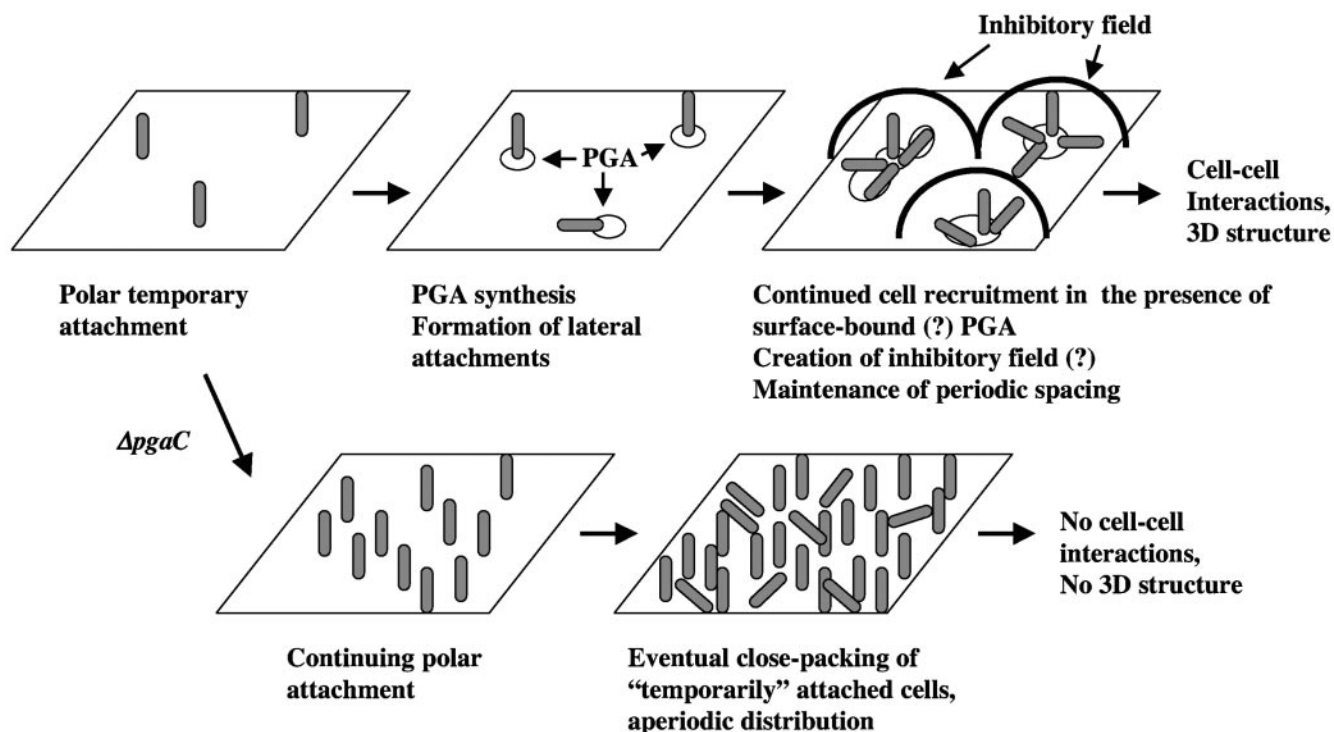 Inhibitory field
PGA
Cell-cell
Interactions,
3D structure
Polar temporary
attachment
PGA synthesis
Formation of lateral
attachments
Continued cell recruitment in the presence of
surface-bound (?) PGA
Creation of inhibitory field (?)
Maintenance of periodic spacing
ΔpgaC
No cell-cell
interactions,
No 3D structure
Continuing polar
attachment
Eventual close-packing of
“temporarily” attached cells,
aperiodic distribution